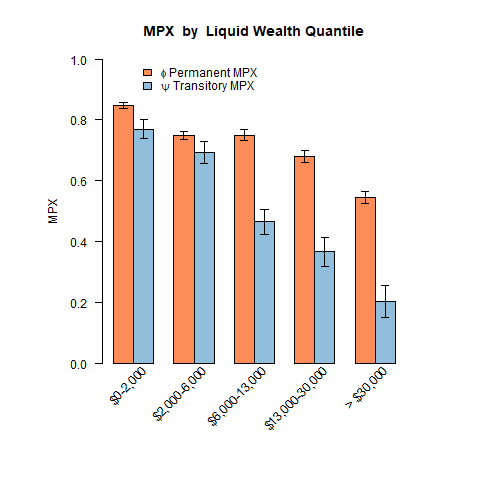 MPX by Liquid Wealth Quantile
ϕ Permanent MPX
ψ Transitory MPX
MPX
1.0
0.8
0.6
0.4
0.2
0.0
$0-2,000
$2,000-6,000
$6,000-13,000
$13,000-30,000
> $30,000